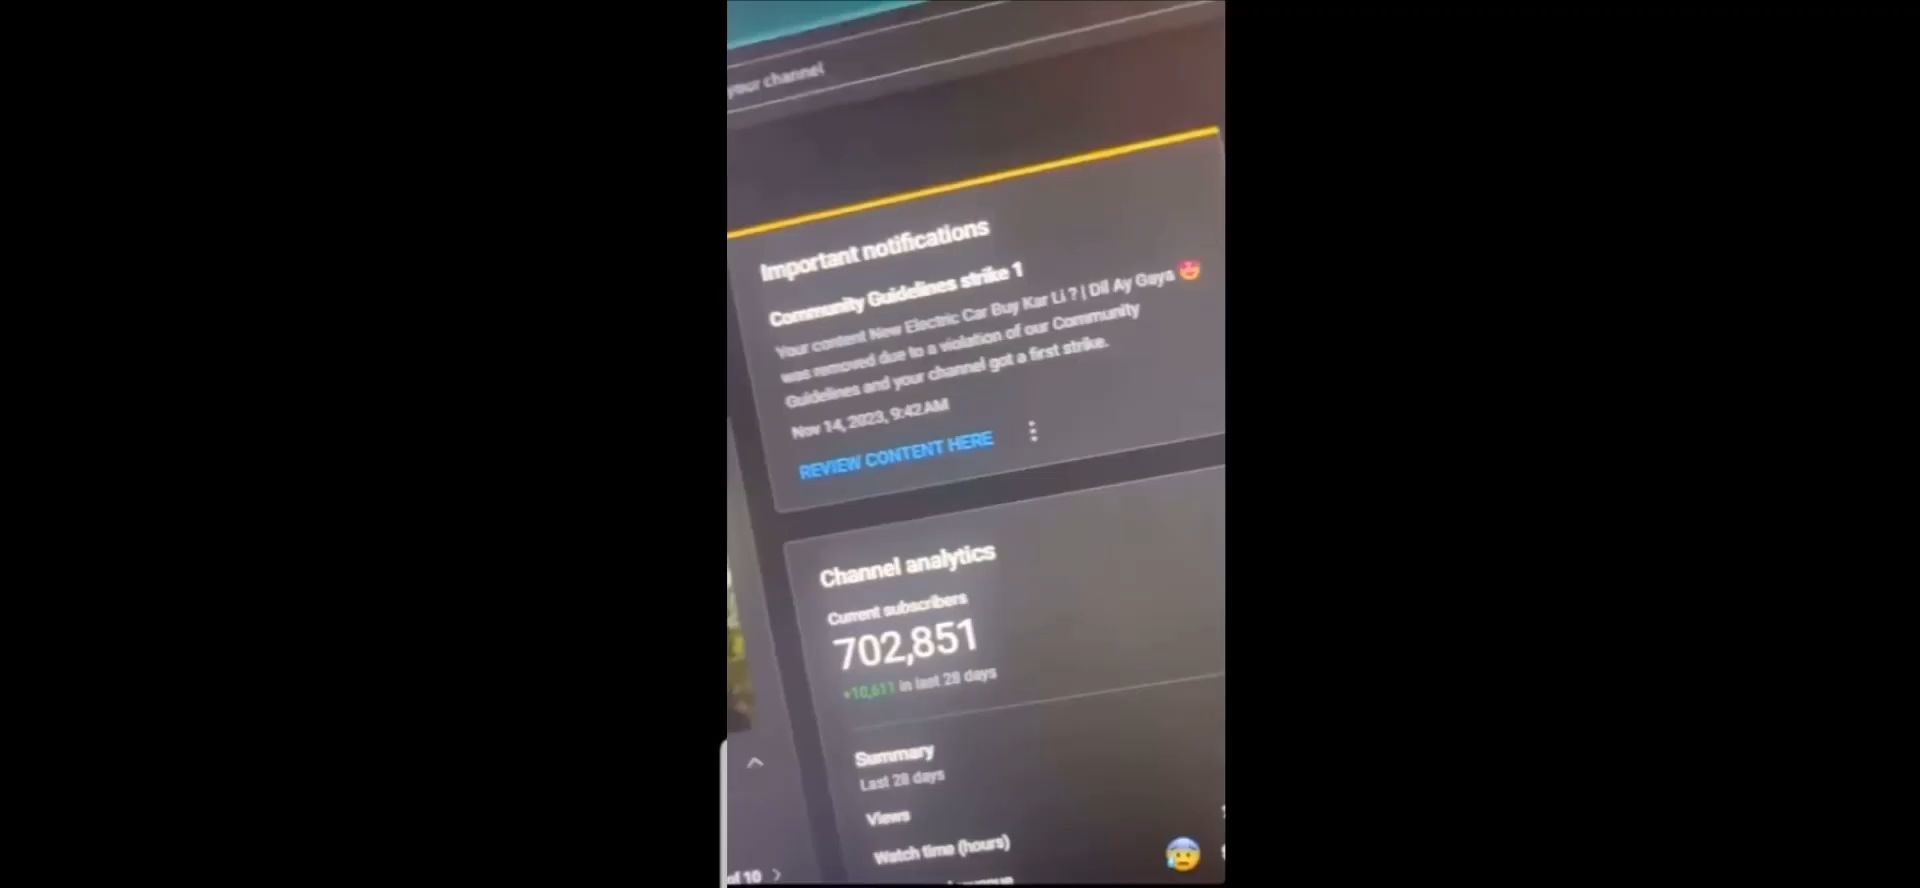 your channel
Important notifications
Community Guidelines strike 1
Your content New Electric Car Buy Kar Li ? | Dil Ay Gaya 🤩
was removed due to a violation of our Community
Guidelines and your channel got a first strike.
Nov 14, 2023, 9:42 AM
REVIEW CONTENT HERE
Channel analytics
Current subscribers
702,851
+10,611 in last 28 days
Summary
Last 28 days
Views
Watch time (hours)
of 10